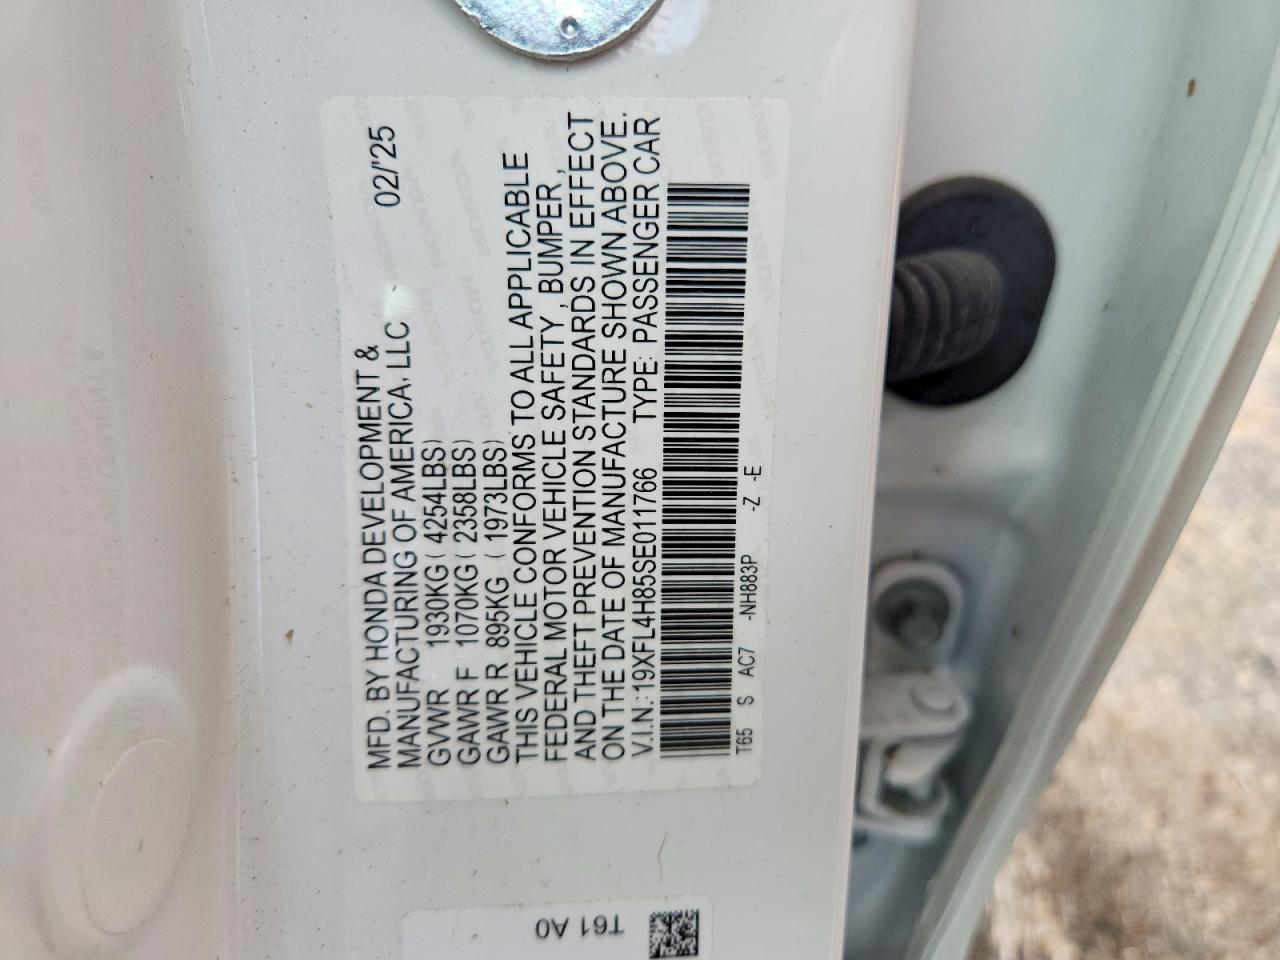 MFD. BY HONDA DEVELOPMENT & 02/'25
MANUFACTURING OF AMERICA, LLC
GVWR 1930KG ( 4254LBS)
GAWR F 1070KG ( 2358LBS)
GAWR R 895KG ( 1973LBS)
THIS VEHICLE CONFORMS TO ALL APPLICABLE
FEDERAL MOTOR VEHICLE SAFETY, BUMPER,
AND THEFT PREVENTION STANDARDS IN EFFECT
ON THE DATE OF MANUFACTURE SHOWN ABOVE.
V.I.N.:19XFL4H85SE011766 TYPE: PASSENGER CAR
T65 S AC7 -NH883P -Z -E
T61 A0